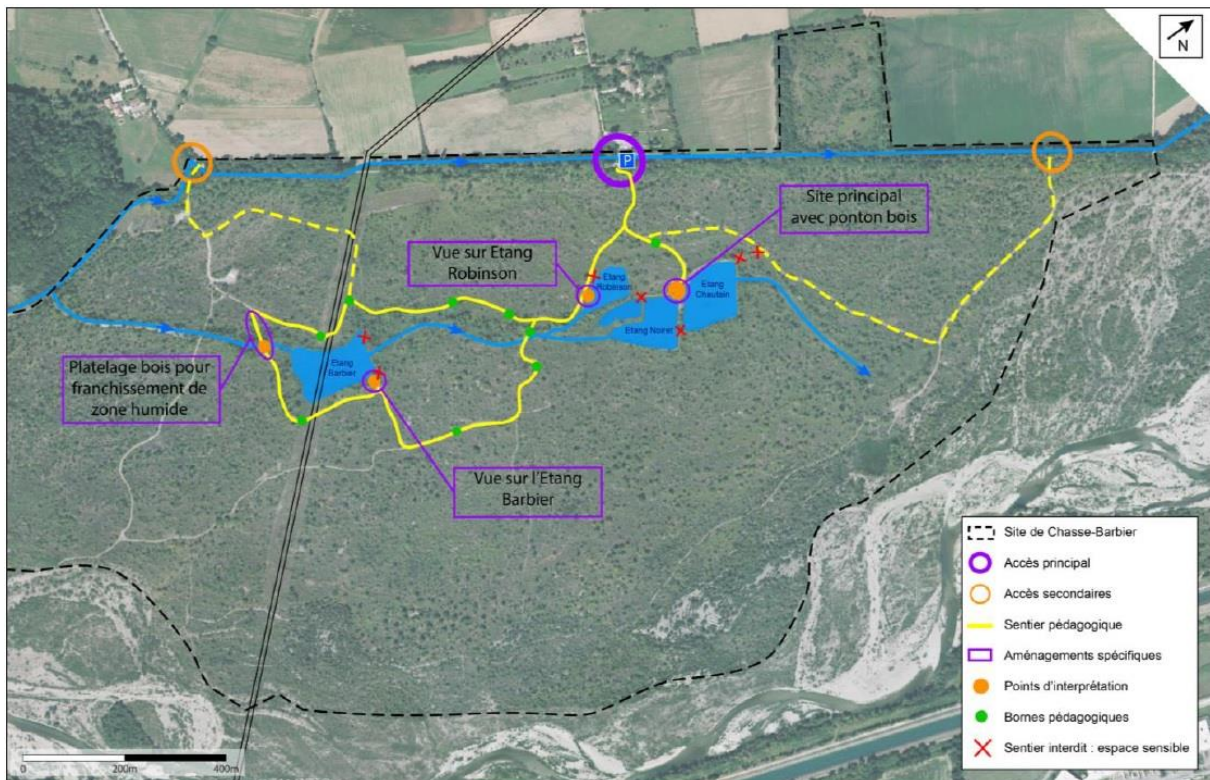 N
P
Site principal
avec ponton bois
Vue sur Etang
Robinson
Etang
Robinson
Etang
Chautain
Etang Noiret
Etang
Barbier
Platelage bois pour
franchissement de
zone humide
Vue sur l'Etang
Barbier
Site de Chasse-Barbier
Accès principal
Accès secondaires
Sentier pédagogique
Aménagements spécifiques
Points d'interprétation
Bornes pédagogiques
Sentier interdit : espace sensible
0 200m 400m